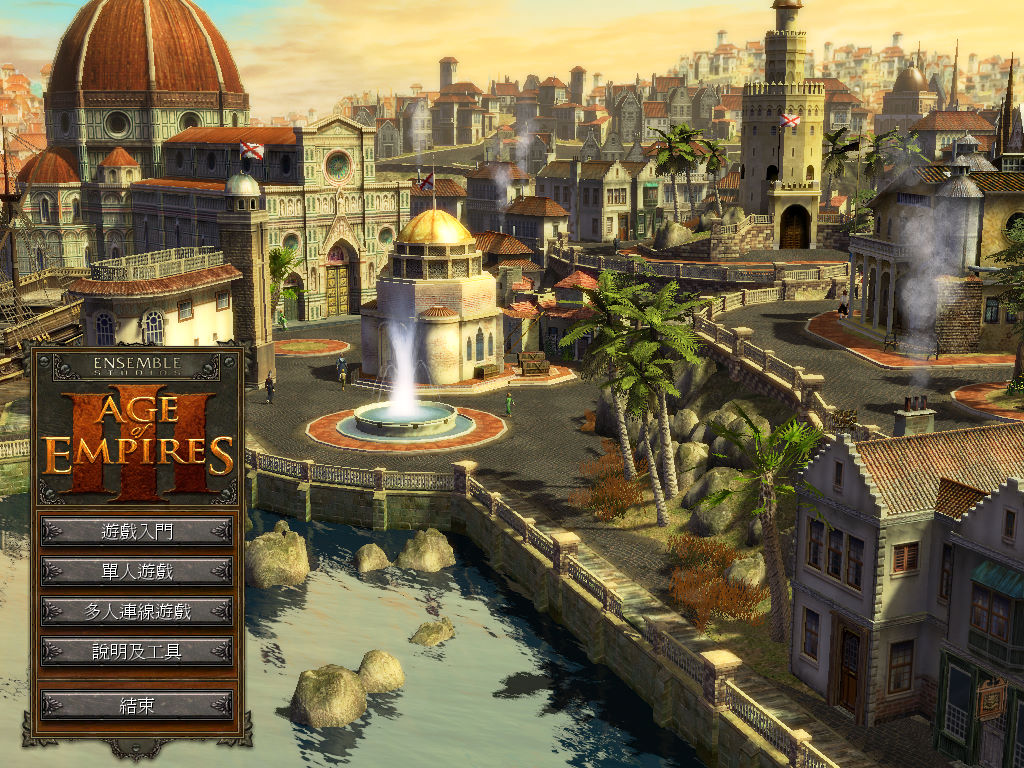 ENSEMBLE
STUDIOS
III
AGE
of
EMPIRES
遊戲入門
單人遊戲
多人連線遊戲
說明及工具
結束